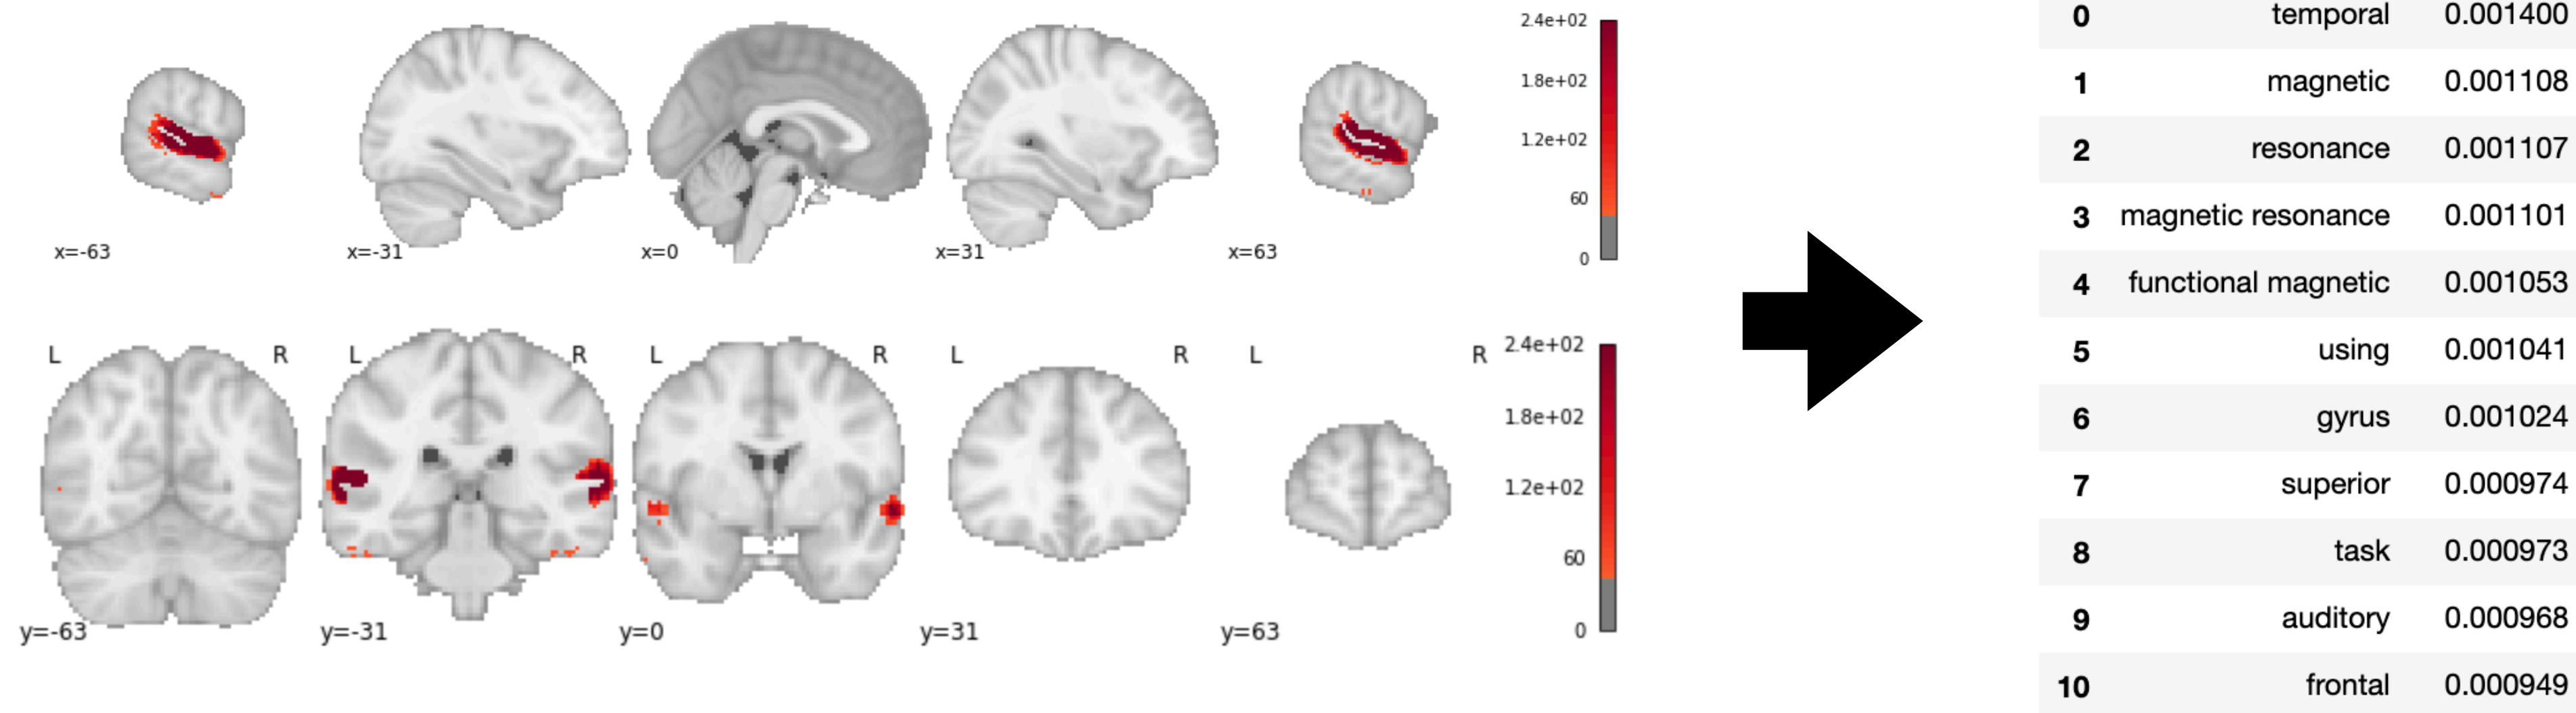 2.4e+02
1.8e+02
1.2e+02
60
0
x=-63 x=-31 x=0 x=31 x=63
L R L R L R L R L R
2.4e+02
1.8e+02
1.2e+02
60
0
y=-63 y=-31 y=0 y=31 y=63
0 temporal 0.001400
1 magnetic 0.001108
2 resonance 0.001107
3 magnetic resonance 0.001101
4 functional magnetic 0.001053
5 using 0.001041
6 gyrus 0.001024
7 superior 0.000974
8 task 0.000973
9 auditory 0.000968
10 frontal 0.000949